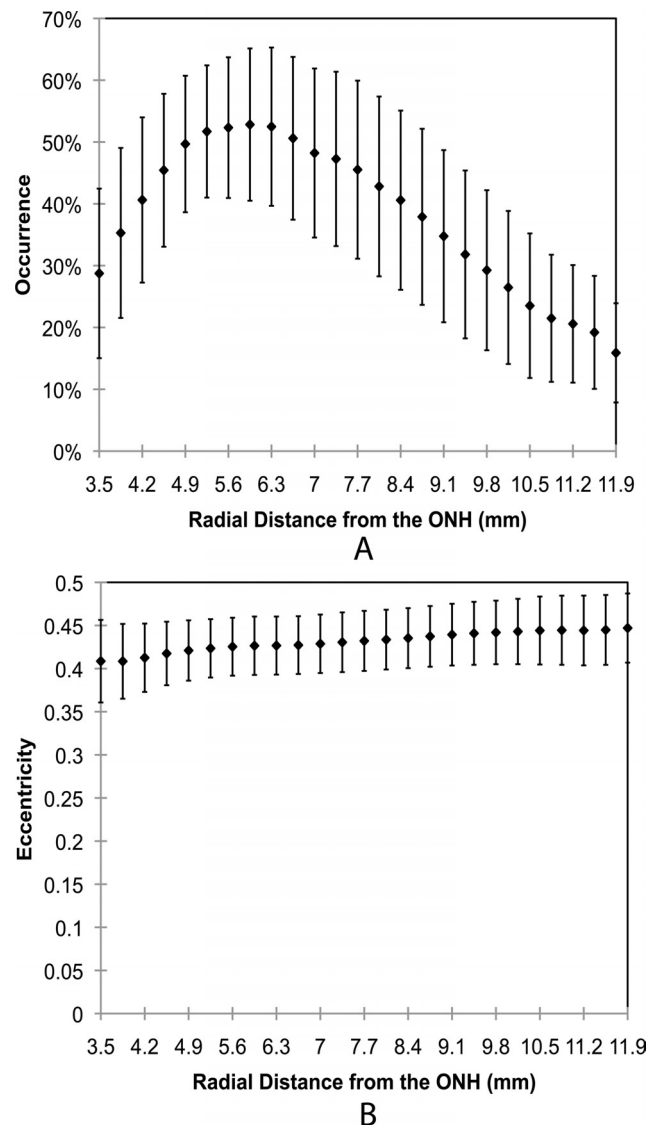 70%
60%
50%
40%
30%
20%
10%
0%
Occurrence
3.5 4.2 4.9 5.6 6.3 7 7.7 8.4 9.1 9.8 10.5 11.2 11.9
Radial Distance from the ONH (mm)
A
0.5
0.45
0.4
0.35
0.3
0.25
0.2
0.15
0.1
0.05
0
Eccentricity
3.5 4.2 4.9 5.6 6.3 7 7.7 8.4 9.1 9.8 10.5 11.2 11.9
Radial Distance from the ONH (mm)
B